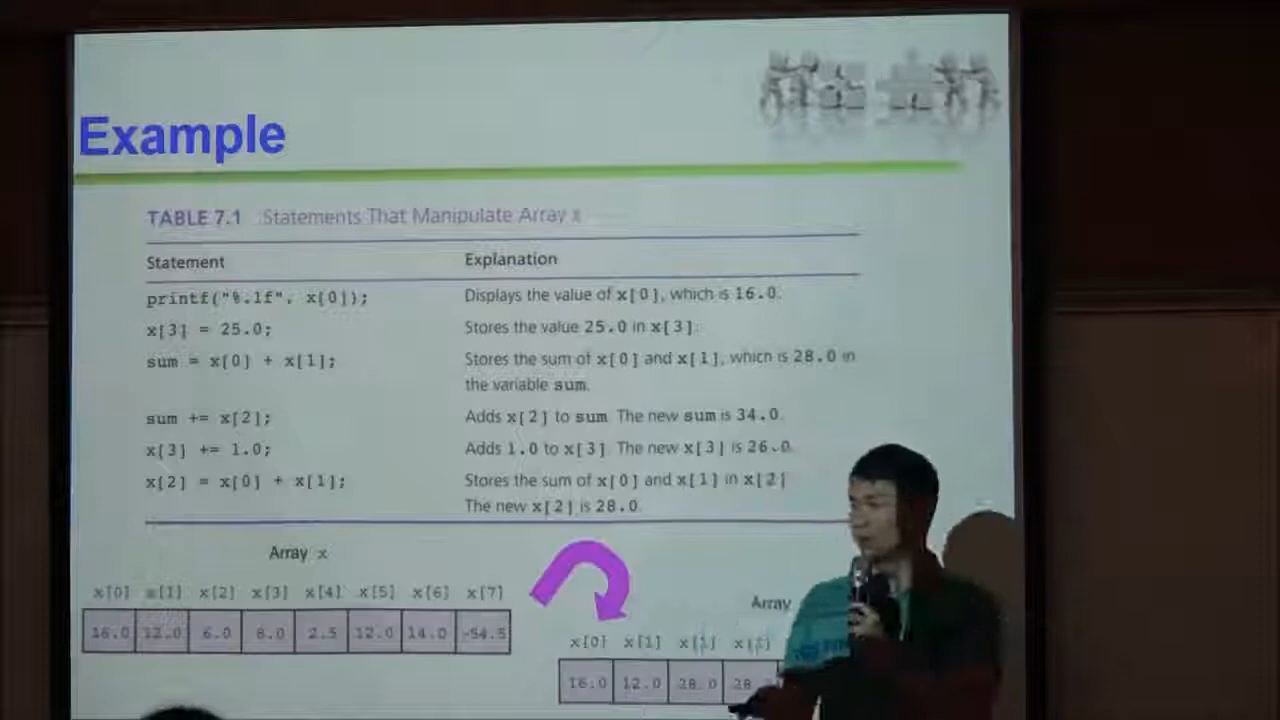 Example
TABLE 7.1 Statements That Manipulate Array x
Statement Explanation
printf("%.1f", x[0]); Displays the value of x[0], which is 16.0.
x[3] = 25.0; Stores the value 25.0 in x[3].
sum = x[0] + x[1]; Stores the sum of x[0] and x[1], which is 28.0 in
the variable sum.
sum += x[2]; Adds x[2] to sum. The new sum is 34.0.
x[3] += 1.0; Adds 1.0 to x[3]. The new x[3] is 26.0.
x[2] = x[0] + x[1]; Stores the sum of x[0] and x[1] in x[2]
The new x[2] is 28.0.
Array x
x[0] x[1] x[2] x[3] x[4] x[5] x[6] x[7]
16.0 12.0 6.0 8.0 2.5 12.0 14.0 -54.5
Array
x[0] x[1]
16.0 12.0 28.0